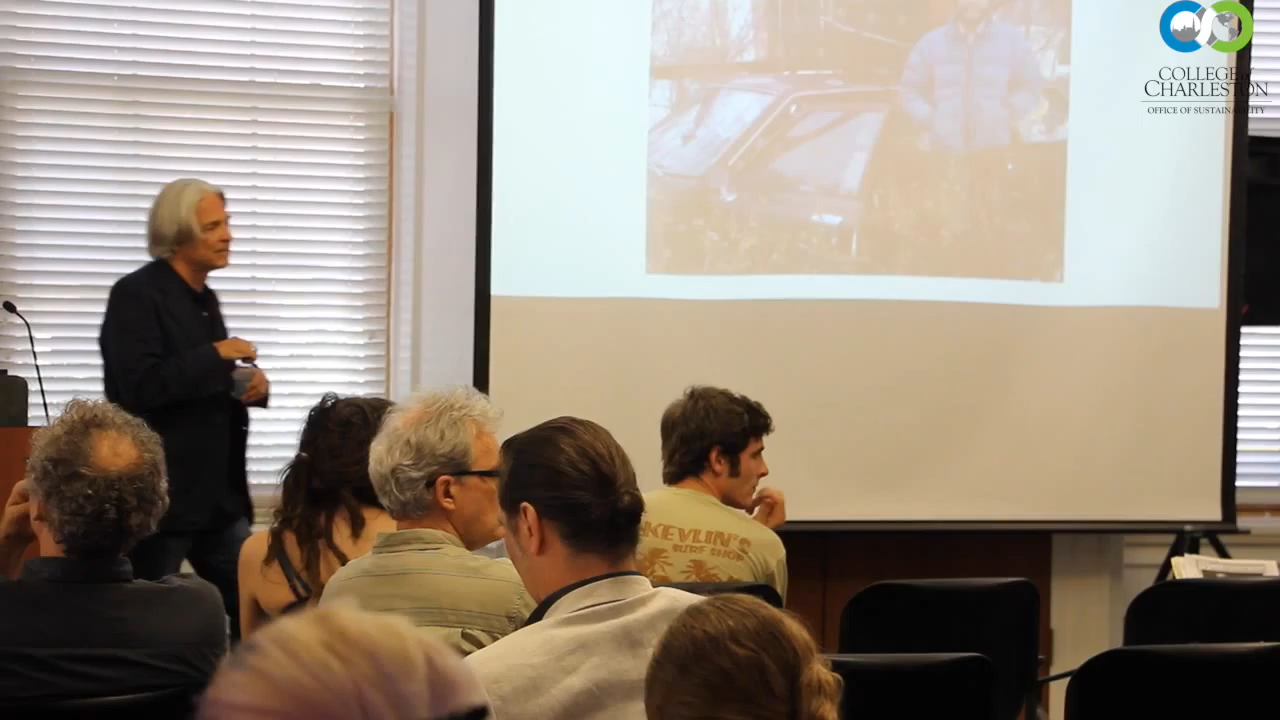 COLLEGE of
CHARLESTON
OFFICE OF SUSTAINABILITY
KEVLIN'S
SURF SHOP